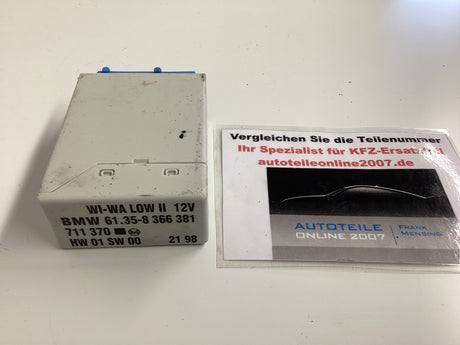 WI-WA LOW II 12V
BMW 61.35-8 366 381
711 370
HW 01 SW 00 21 98
Vergleichen Sie die Teilenummer
Ihr Spezialist für KFZ-Ersatzteile
autoteileonline2007.de
AUTOTEILE
ONLINE 2007
FRANK
MENSING